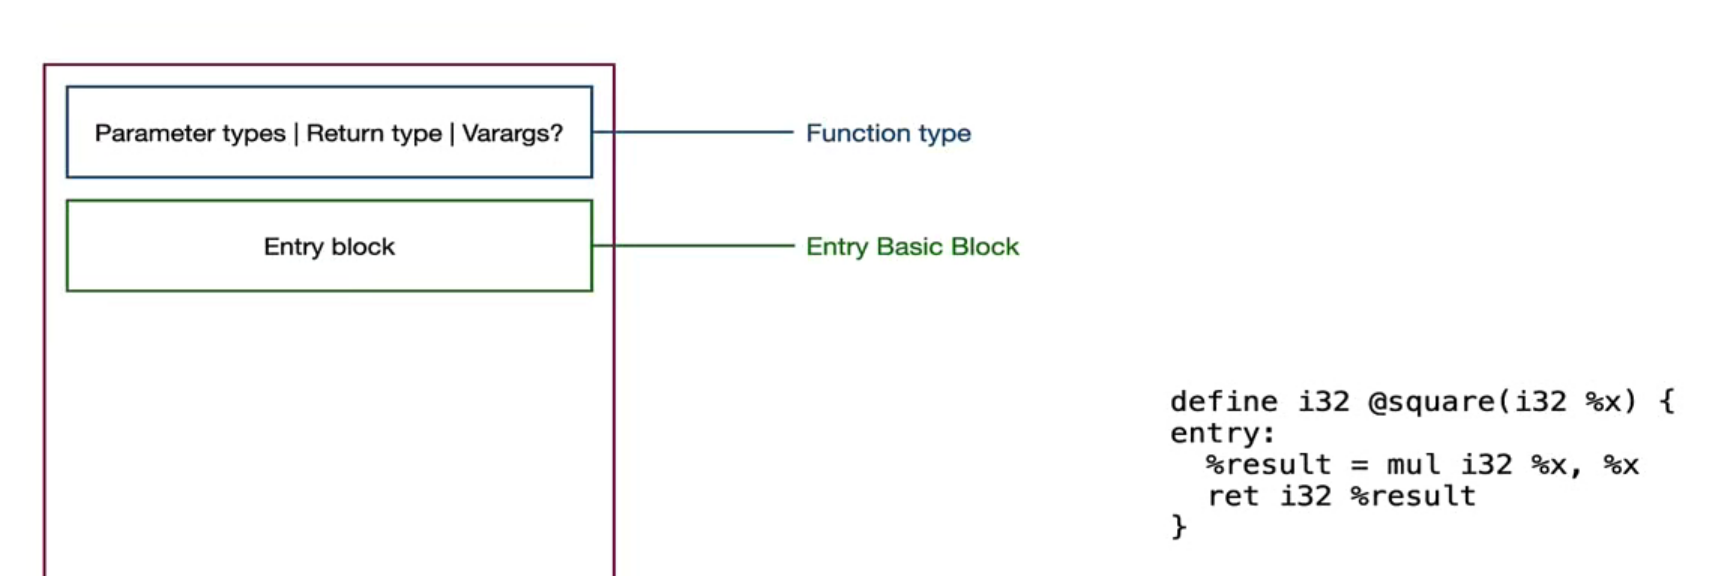 Parameter types | Return type | Varargs?
Function type
Entry block
Entry Basic Block
define i32 @square(i32 %x) {
entry:
  %result = mul i32 %x, %x
  ret i32 %result
}